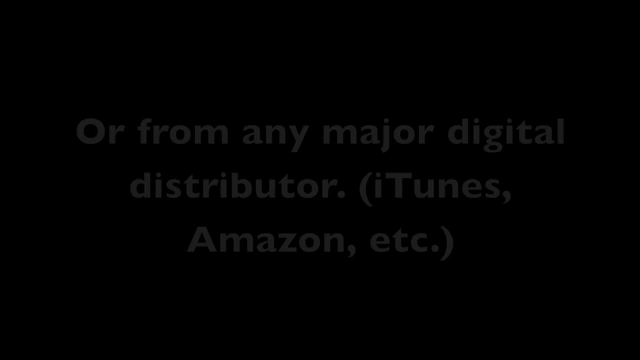 Or from any major digital
distributor. (iTunes,
Amazon, etc.)